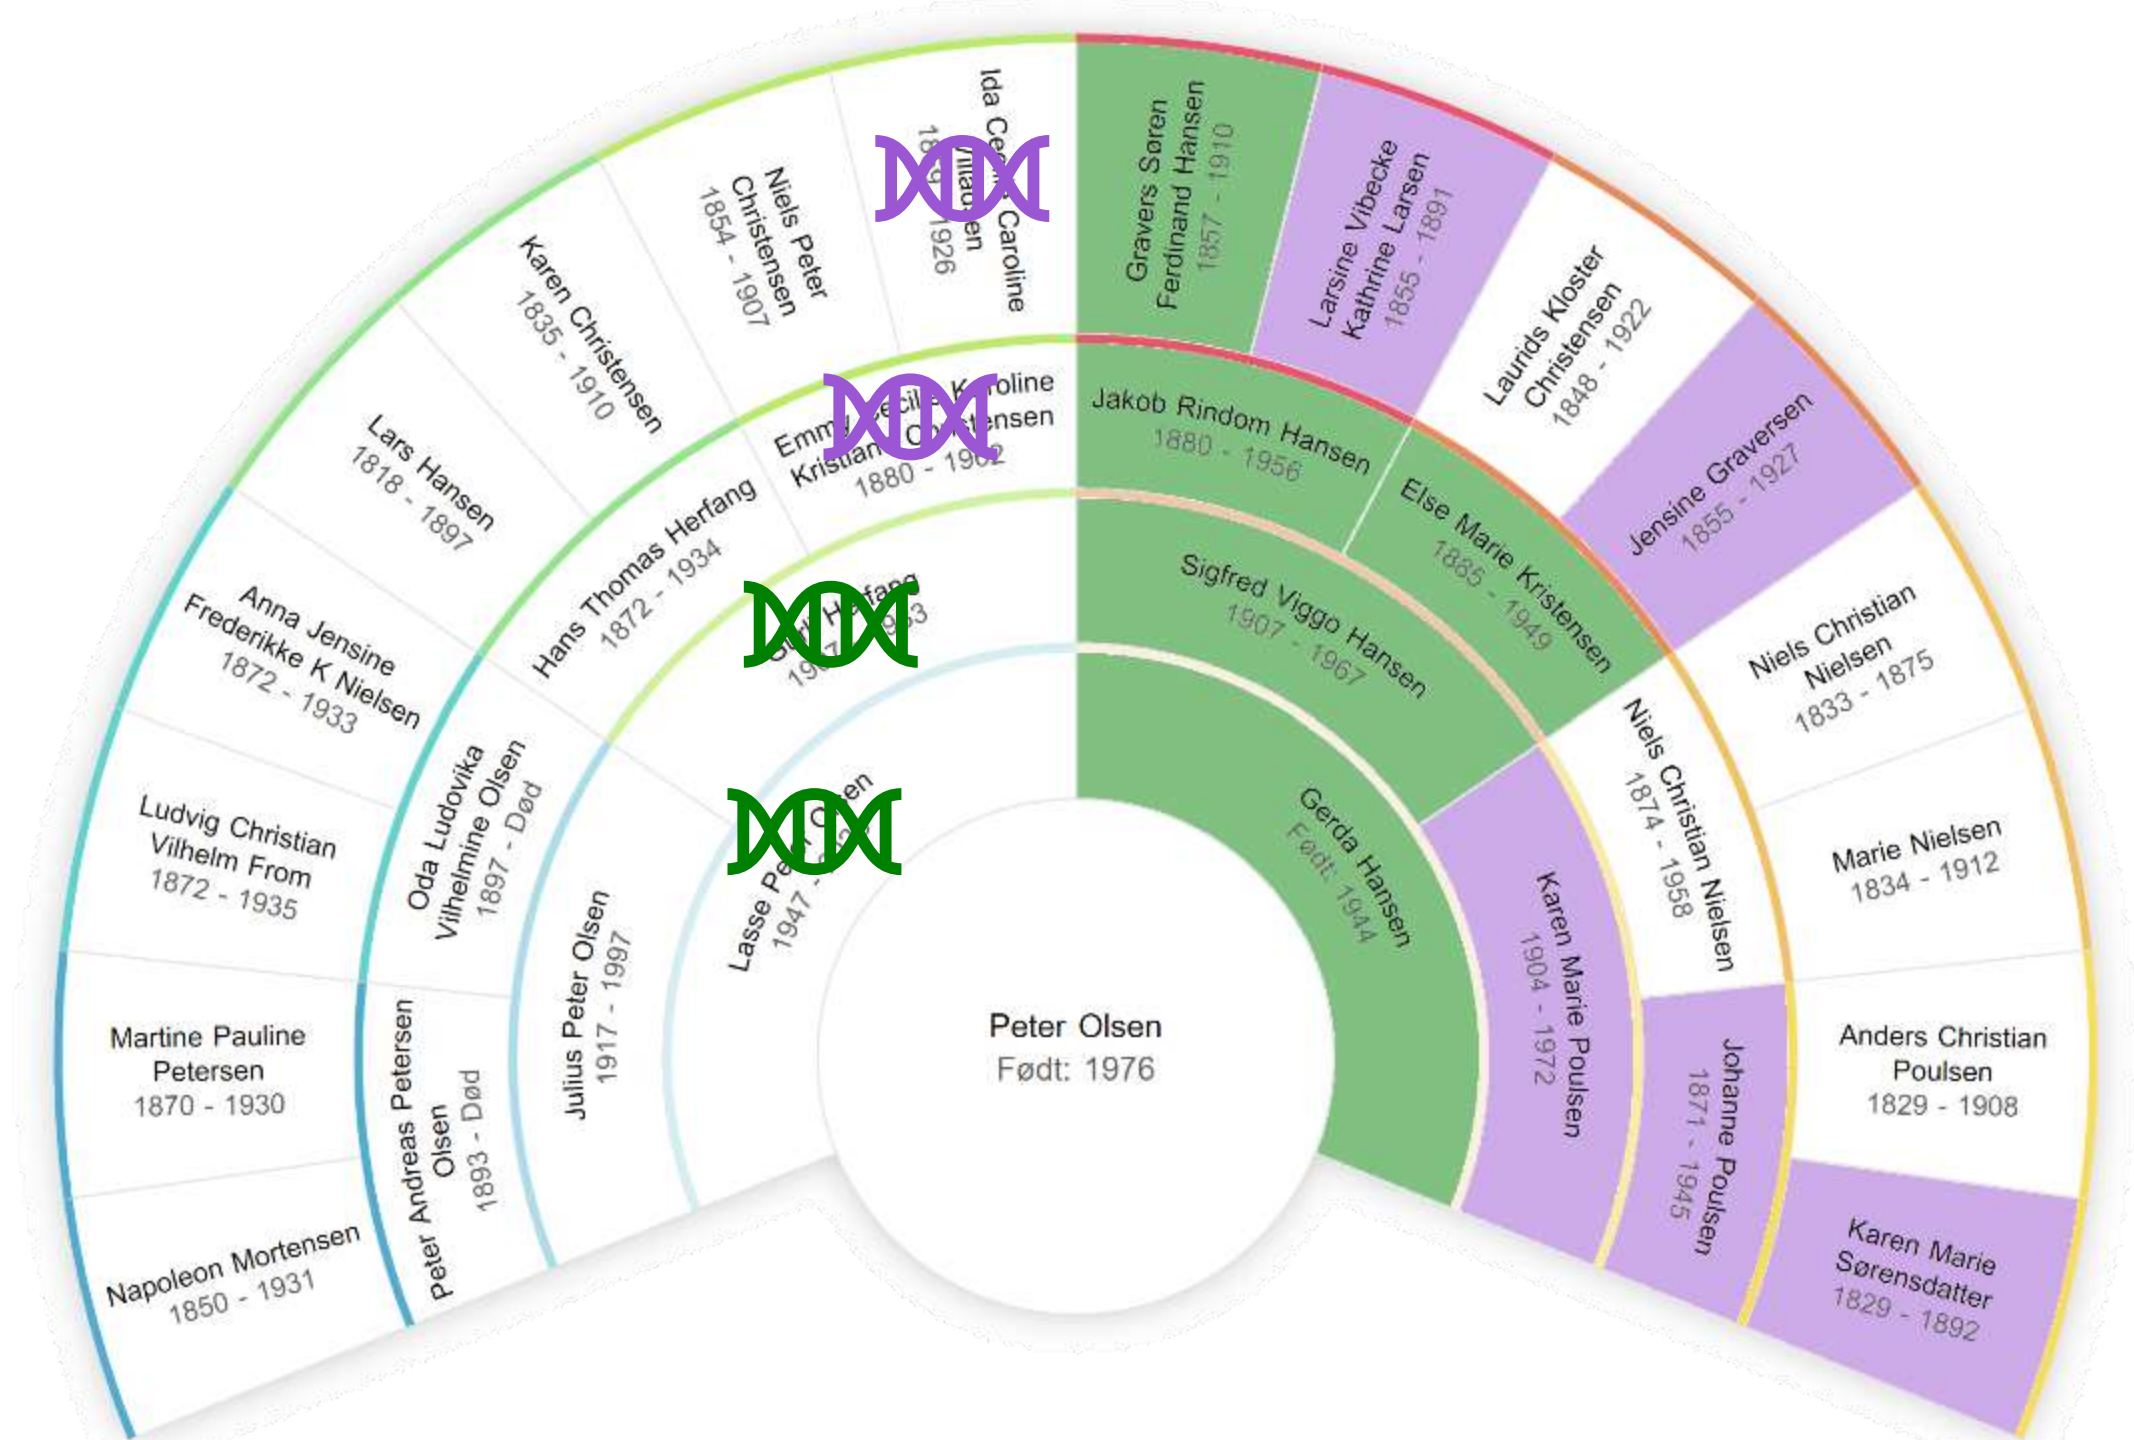 Peter Olsen
Født: 1976
Lasse
1947 -
Gerda Hansen
Født: 1944
Julius Peter Olsen
1917 - 1997
Sigfred Viggo Hansen
1907 - 1967
Karen Marie Poulsen
1904 - 1972
Peter Andreas Petersen
Olsen
1893 - Død
Oda Ludovika
Vilhelmine Olsen
1897 - Død
Hans Thomas Herfang
1872 - 1934
1880 -
Jakob Rindom Hansen
1880 - 1956
Else Marie Kristensen
1885 - 1949
Niels Christian Nielsen
1874 - 1958
Johanne Poulsen
1871 - 1945
Napoleon Mortensen
1850 - 1931
Martine Pauline
Petersen
1870 - 1930
Ludvig Christian
Vilhelm From
1872 - 1935
Anna Jensine
Frederikke K Nielsen
1872 - 1933
Lars Hansen
1818 - 1897
Karen Christensen
1835 - 1910
Niels Peter
Christensen
1854 - 1907
Ida Caroline
1926
Gravers Søren
Ferdinand Hansen
1857 - 1910
Larsine Vibecke
Kathrine Larsen
1855 - 1891
Laurids Kloster
Christensen
1848 - 1922
Jensine Graversen
1855 - 1927
Niels Christian
Nielsen
1833 - 1875
Marie Nielsen
1834 - 1912
Anders Christian
Poulsen
1829 - 1908
Karen Marie
Sørensdatter
1829 - 1892